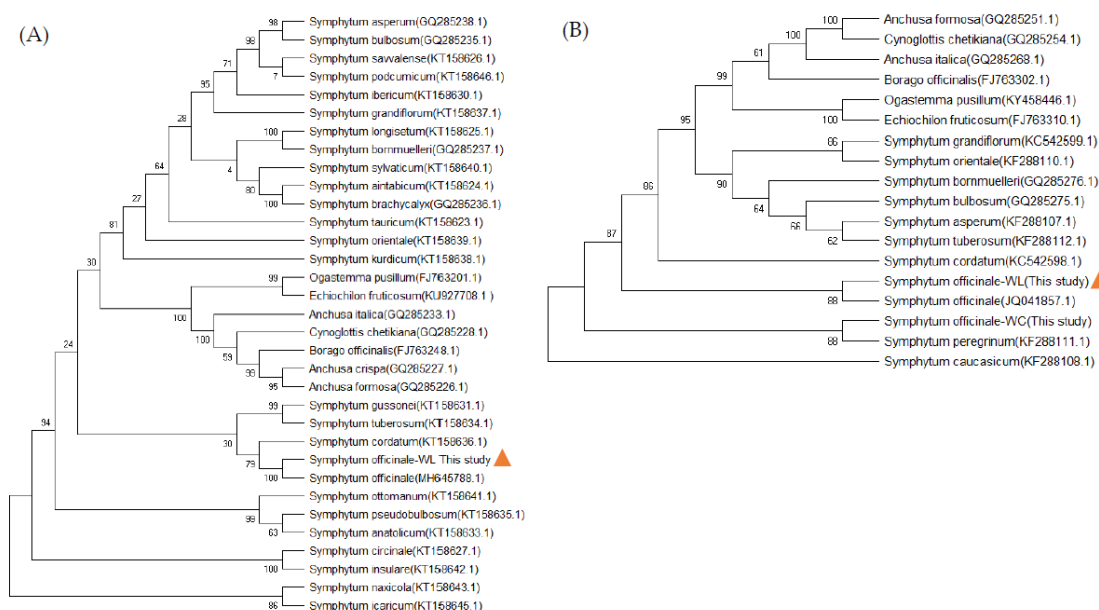 (A)
98
Symphytum asperum(GQ285238.1)
Symphytum bulbosum(GQ285235.1)
98
Symphytum savvalense(KT158626.1)
7
Symphytum podcumicum(KT158646.1)
71
Symphytum ibericum(KT158630.1)
95
Symphytum grandiflorum(KT158637.1)
28
100
Symphytum longisetum(KT158625.1)
Symphytum bornmuelleri(GQ285237.1)
4
Symphytum sylvaticum(KT158640.1)
80
Symphytum aintabicum(KT158624.1)
100
Symphytum brachycalyx(GQ285236.1)
64
Symphytum tauricum(KT158623.1)
27
Symphytum orientale(KT158639.1)
81
Symphytum kurdicum(KT158638.1)
30
99
Ogastemma pusillum(FJ763201.1)
Echiochilon fruticosum(KU927708.1)
100
Anchusa italica(GQ285233.1)
100
Cynoglottis chetikiana(GQ285228.1)
59
Borago officinalis(FJ763248.1)
99
Anchusa crispa(GQ285227.1)
95
Anchusa formosa(GQ285226.1)
24
99
Symphytum gussonei(KT158631.1)
Symphytum tuberosum(KT158634.1)
30
Symphytum cordatum(KT158636.1)
79
Symphytum officinale-WL This study
100
Symphytum officinale(MH645788.1)
94
Symphytum ottomanum(KT158641.1)
99
Symphytum pseudobulbosum(KT158635.1)
63
Symphytum anatolicum(KT158633.1)
Symphytum circinale(KT158627.1)
100
Symphytum insulare(KT158642.1)
Symphytum naxicola(KT158643.1)
86
Symphytum icaricum(KT158645.1)
(B)
100
Anchusa formosa(GQ285251.1)
Cynoglottis chetikiana(GQ285254.1)
100
Anchusa italica(GQ285268.1)
61
Borago officinalis(FJ763302.1)
99
Ogastemma pusillum(KY458446.1)
100
Echiochilon fruticosum(FJ763310.1)
95
86
Symphytum grandiflorum(KC542599.1)
Symphytum orientale(KF288110.1)
90
Symphytum bornmuelleri(GQ285276.1)
64
Symphytum bulbosum(GQ285275.1)
66
Symphytum asperum(KF288107.1)
62
Symphytum tuberosum(KF288112.1)
86
Symphytum cordatum(KC542598.1)
87
Symphytum officinale-WL(This study)
88
Symphytum officinale(JQ041857.1)
Symphytum officinale-WC(This study)
88
Symphytum peregrinum(KF288111.1)
Symphytum caucasicum(KF288108.1)